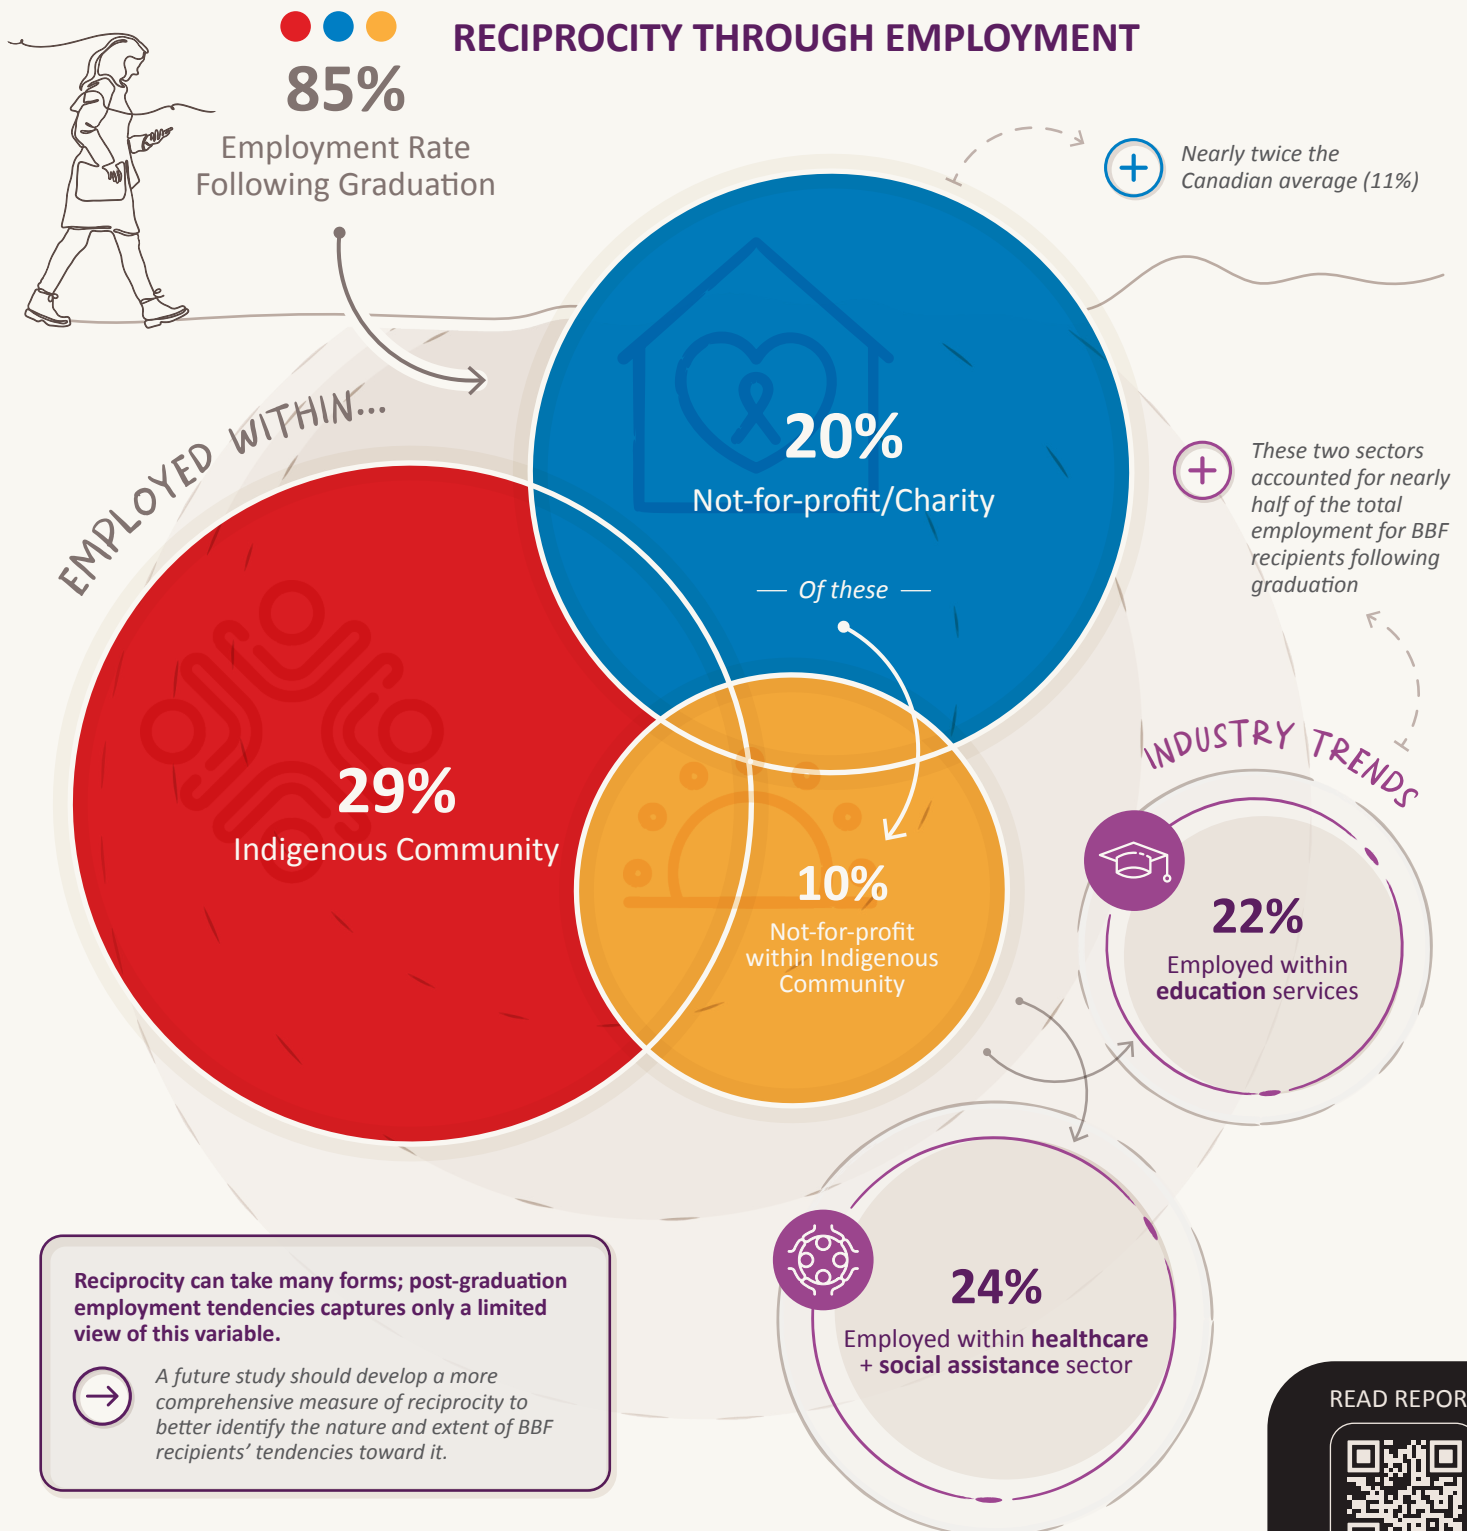 RECIPROCITY THROUGH EMPLOYMENT
85%
Employment Rate
Following Graduation
Nearly twice the
Canadian average (11%)
EMPLOYED WITHIN...
20%
Not-for-profit/Charity
Of these
These two sectors
accounted for nearly
half of the total
employment for BBF
recipients following
graduation
29%
Indigenous Community
10%
Not-for-profit
within Indigenous
Community
INDUSTRY TRENDS
22%
Employed within
education services
24%
Employed within healthcare
+ social assistance sector
Reciprocity can take many forms; post-graduation
employment tendencies captures only a limited
view of this variable.
A future study should develop a more
comprehensive measure of reciprocity to
better identify the nature and extent of BBF
recipients’ tendencies toward it.
READ REPOR